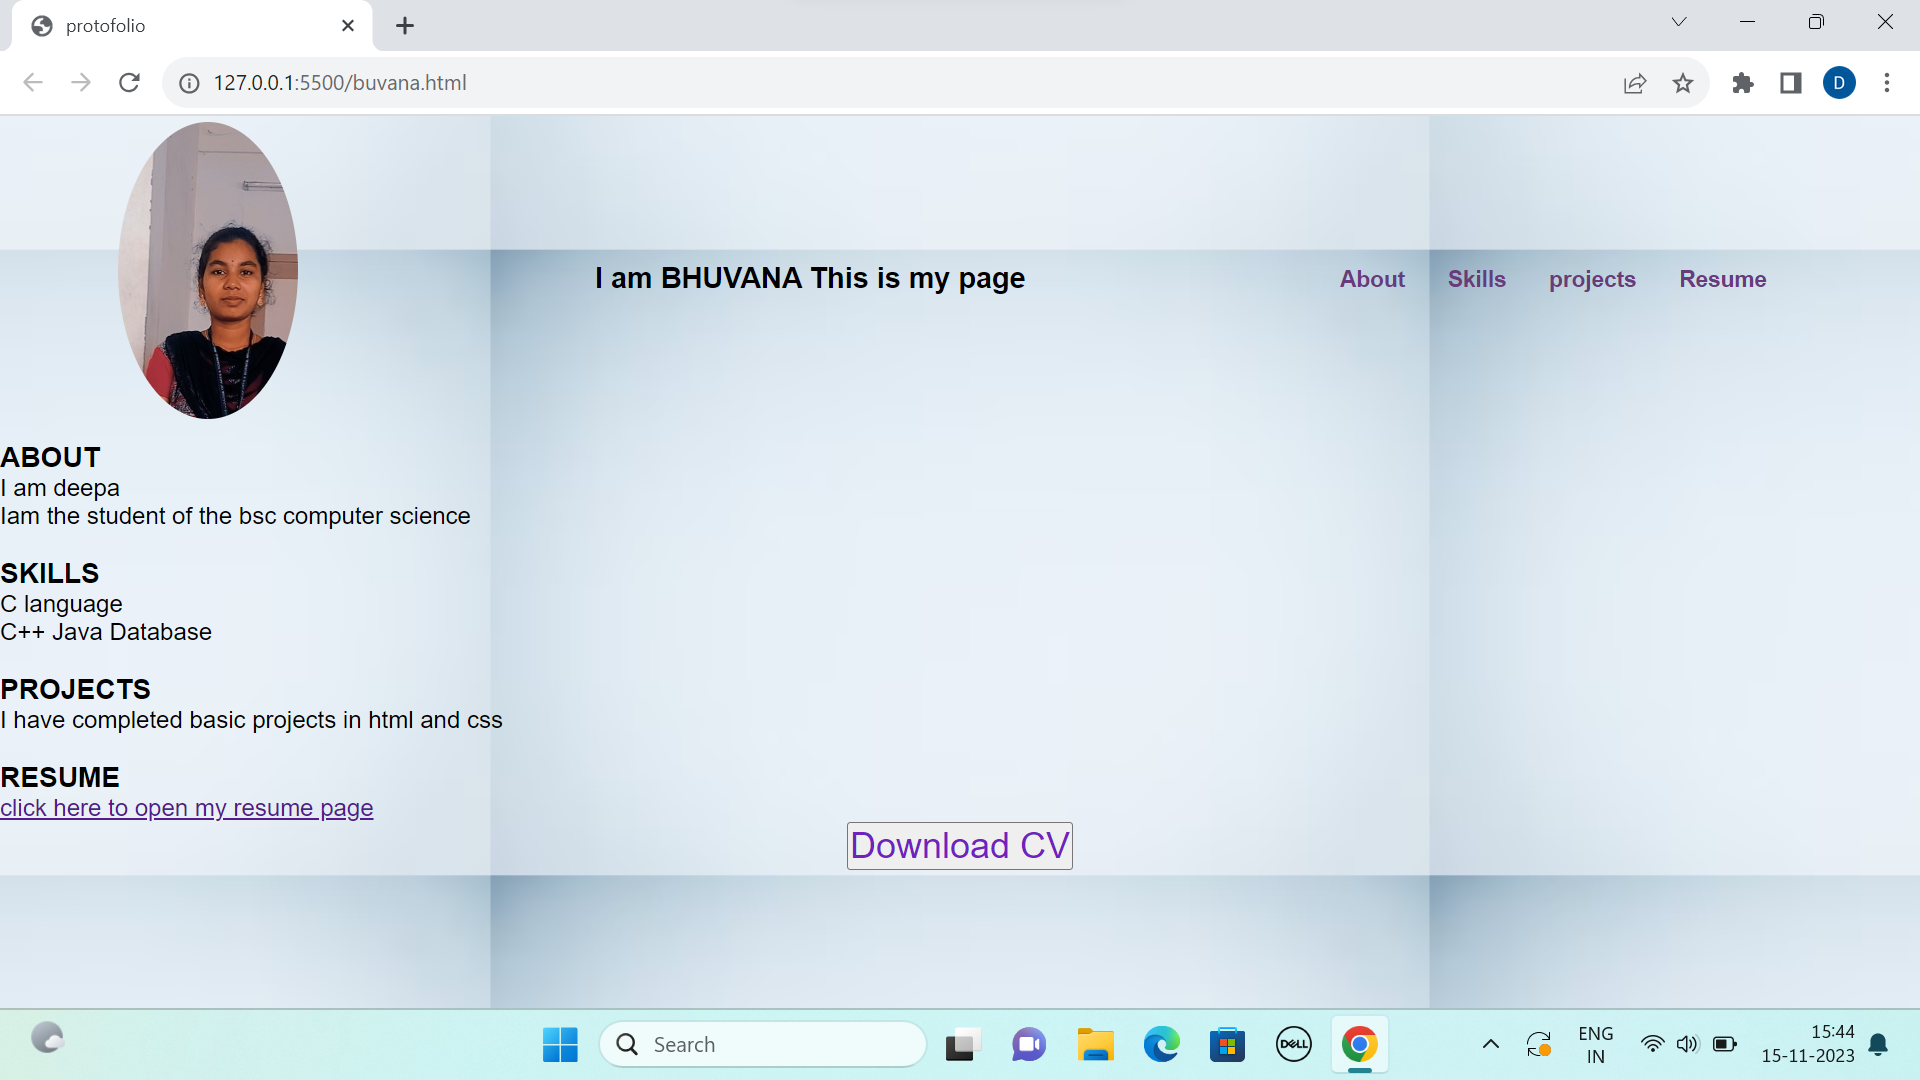 protofolio
127.0.0.1:5500/buvana.html
D
I am BHUVANA This is my page
About Skills projects Resume
ABOUT
I am deepa
Iam the student of the bsc computer science
SKILLS
C language
C++ Java Database
PROJECTS
I have completed basic projects in html and css
RESUME
click here to open my resume page
Download CV
Search
DELL
ENG
IN
15:44
15-11-2023